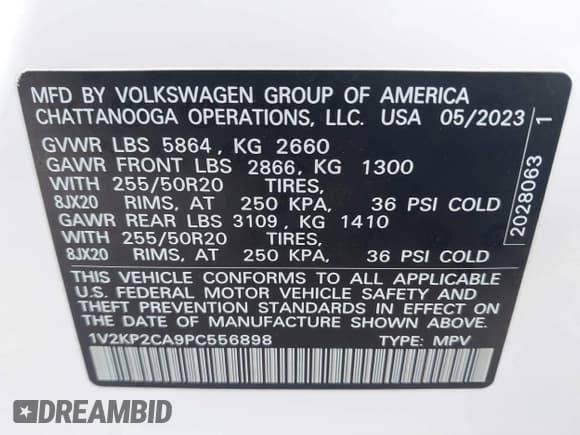 MFD BY VOLKSWAGEN GROUP OF AMERICA
CHATTANOOGA OPERATIONS, LLC. USA 05/2023
GVWR LBS 5864, KG 2660
GAWR FRONT LBS 2866, KG 1300
WITH 255/50R20 TIRES,
8JX20 RIMS, AT 250 KPA, 36 PSI COLD
GAWR REAR LBS 3109, KG 1410
WITH 255/50R20 TIRES,
8JX20 RIMS, AT 250 KPA, 36 PSI COLD
THIS VEHICLE CONFORMS TO ALL APPLICABLE
U.S. FEDERAL MOTOR VEHICLE SAFETY AND
THEFT PREVENTION STANDARDS IN EFFECT ON
THE DATE OF MANUFACTURE SHOWN ABOVE.
1V2KP2CA9PC556898 TYPE: MPV
2028063 1
DREAMBID